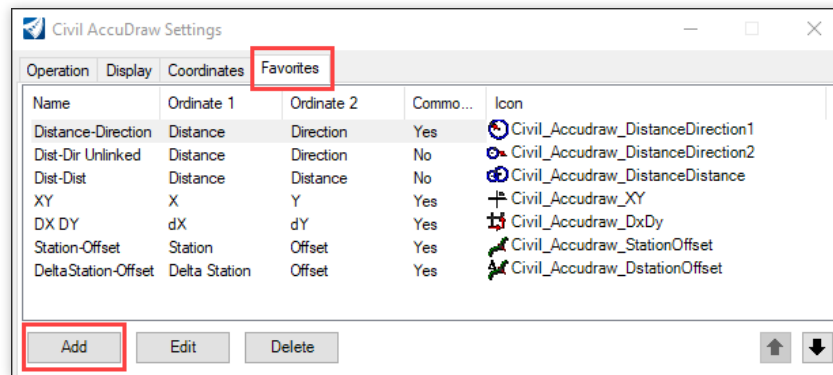 Civil AccuDraw Settings
Operation Display Coordinates Favorites
Name Ordinate 1 Ordinate 2 Commo... Icon
Distance-Direction Distance Direction Yes Civil_Accudraw_DistanceDirection1
Dist-Dir Unlinked Distance Direction No Civil_Accudraw_DistanceDirection2
Dist-Dist Distance Distance No Civil_Accudraw_DistanceDistance
XY X Y Yes Civil_Accudraw_XY
DX DY dX dY Yes Civil_Accudraw_DxDy
Station-Offset Station Offset Yes Civil_Accudraw_StationOffset
DeltaStation-Offset Delta Station Offset Yes Civil_Accudraw_DstationOffset
Add Edit Delete